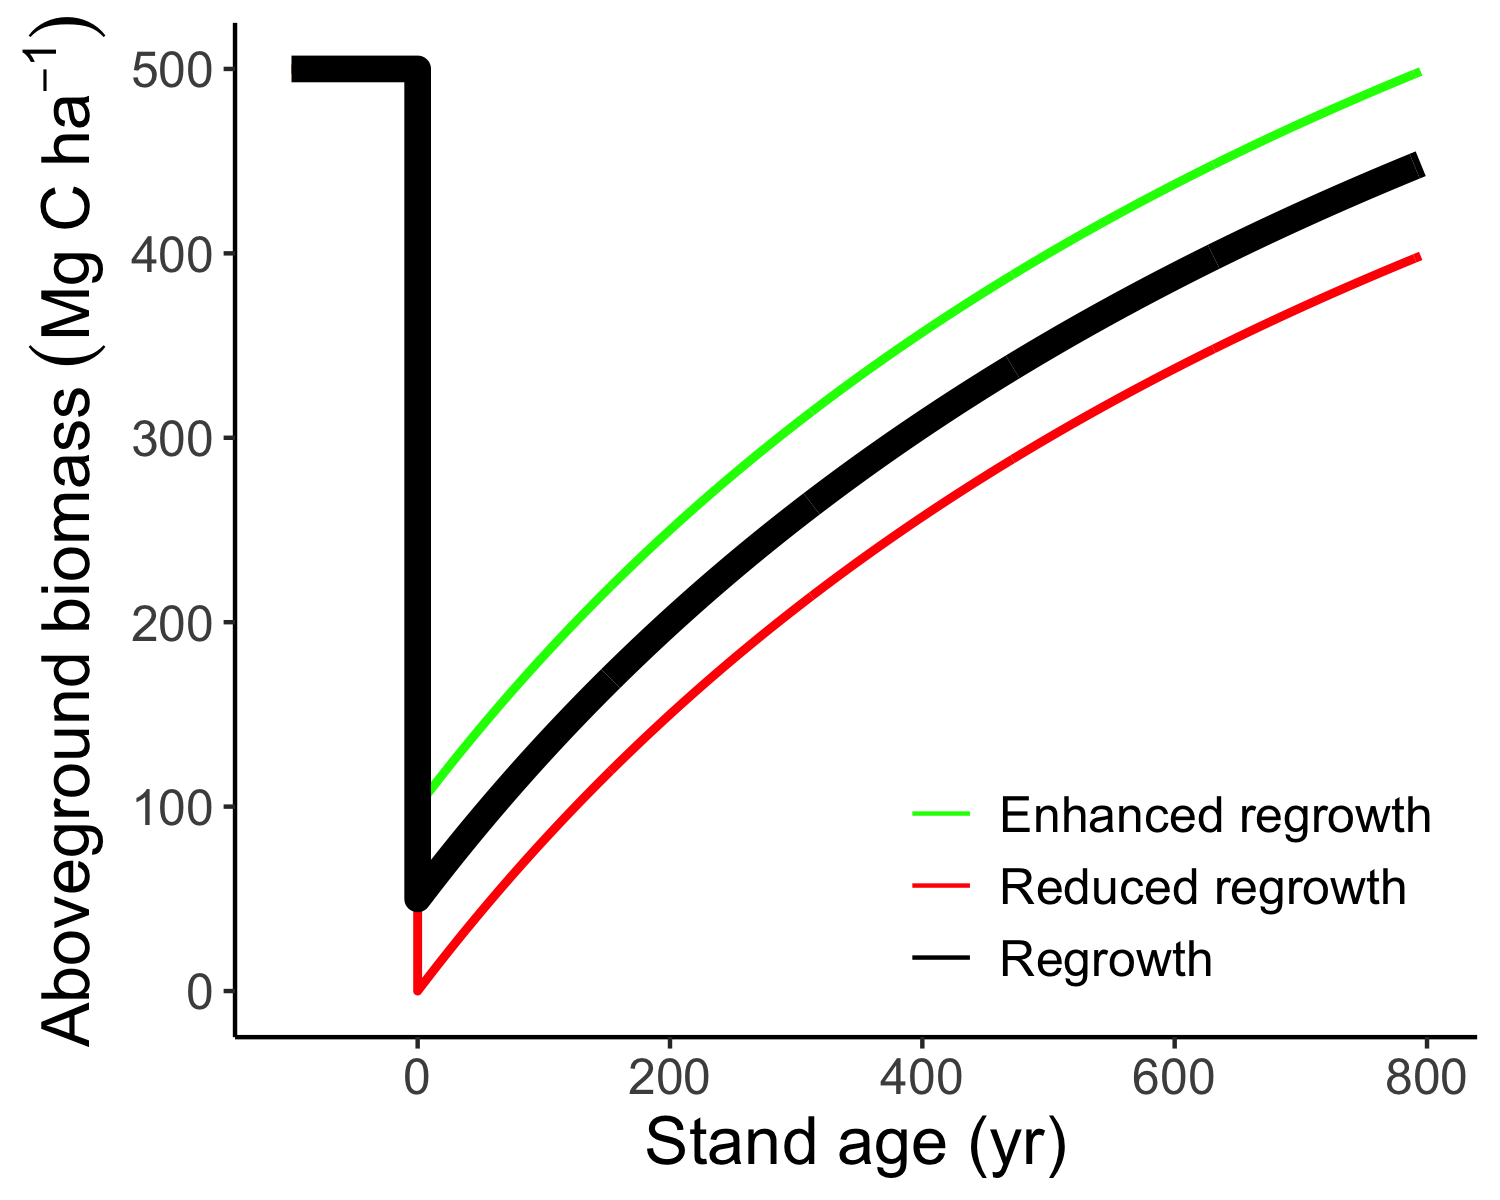 Aboveground biomass (Mg C ha⁻¹)
500
400
300
200
100
0
Enhanced regrowth
Reduced regrowth
Regrowth
0 200 400 600 800
Stand age (yr)